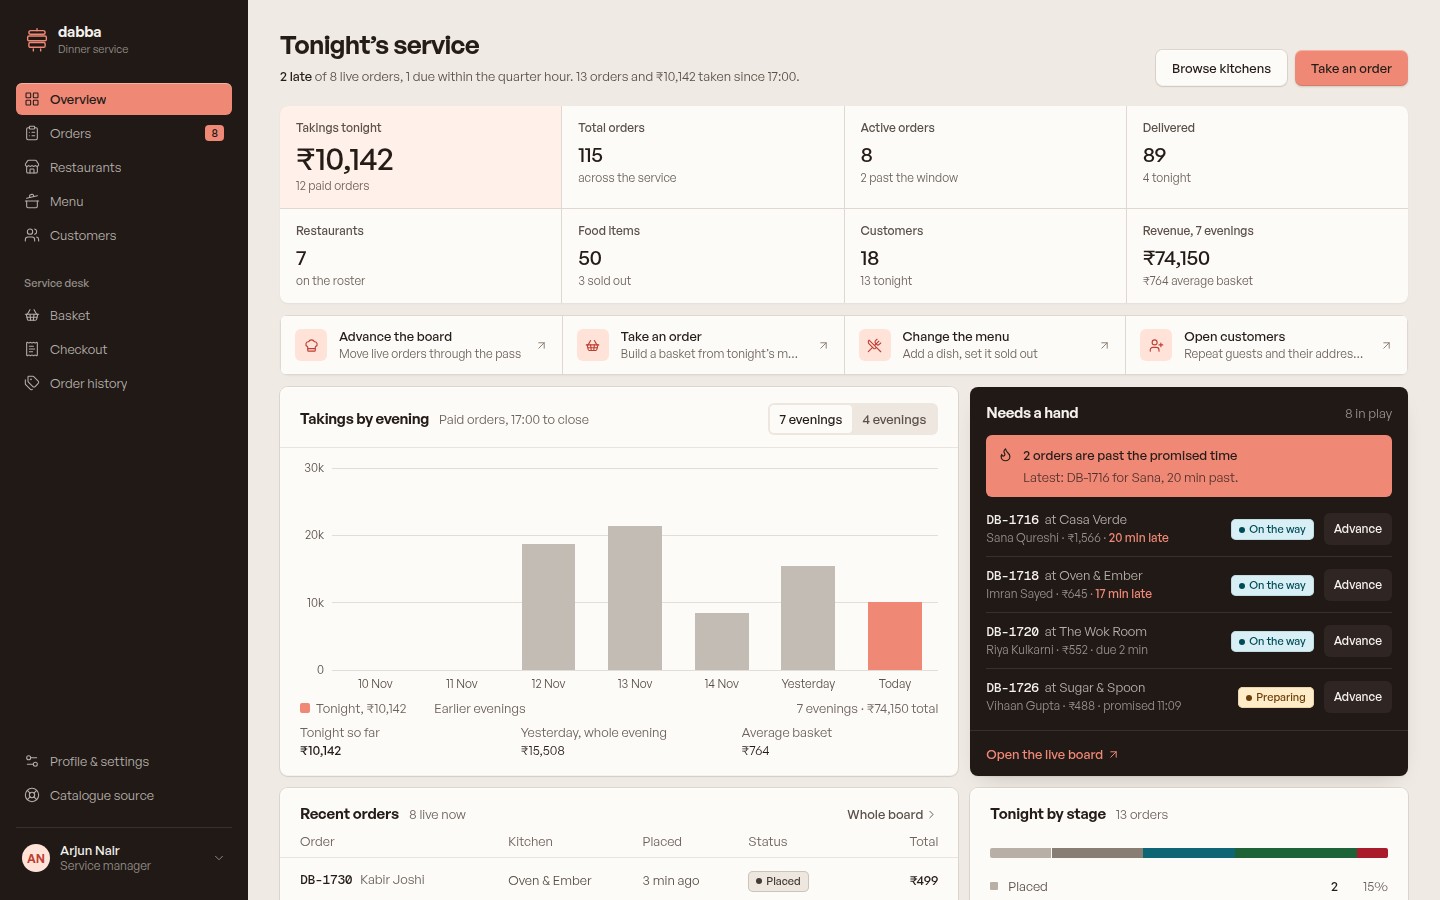 dabba
Dinner service
Overview
Orders 8
Restaurants
Menu
Customers
Service desk
Basket
Checkout
Order history
Profile & settings
Catalogue source
AN
Arjun Nair
Service manager
Tonight's service
2 late of 8 live orders, 1 due within the quarter hour. 13 orders and ₹10,142 taken since 17:00.
Browse kitchens
Take an order
Takings tonight
₹10,142
12 paid orders
Total orders
115
across the service
Active orders
8
2 past the window
Delivered
89
4 tonight
Restaurants
7
on the roster
Food items
50
3 sold out
Customers
18
13 tonight
Revenue, 7 evenings
₹74,150
₹764 average basket
Advance the board
Move live orders through the pass
Take an order
Build a basket from tonight's m...
Change the menu
Add a dish, set it sold out
Open customers
Repeat guests and their addres...
Takings by evening Paid orders, 17:00 to close
7 evenings 4 evenings
30k
20k
10k
0
10 Nov 11 Nov 12 Nov 13 Nov 14 Nov Yesterday Today
Tonight, ₹10,142 Earlier evenings 7 evenings · ₹74,150 total
Tonight so far
₹10,142
Yesterday, whole evening
₹15,508
Average basket
₹764
Needs a hand 8 in play
2 orders are past the promised time
Latest: DB-1716 for Sana, 20 min past.
DB-1716 at Casa Verde
Sana Qureshi · ₹1,566 · 20 min late
On the way Advance
DB-1718 at Oven & Ember
Imran Sayed · ₹645 · 17 min late
On the way Advance
DB-1720 at The Wok Room
Riya Kulkarni · ₹552 · due 2 min
On the way Advance
DB-1726 at Sugar & Spoon
Vihaan Gupta · ₹488 · promised 11:09
Preparing Advance
Open the live board
Recent orders 8 live now
Whole board
Order Kitchen Placed Status Total
DB-1730 Kabir Joshi Oven & Ember 3 min ago Placed ₹499
Tonight by stage 13 orders
Placed 2 15%